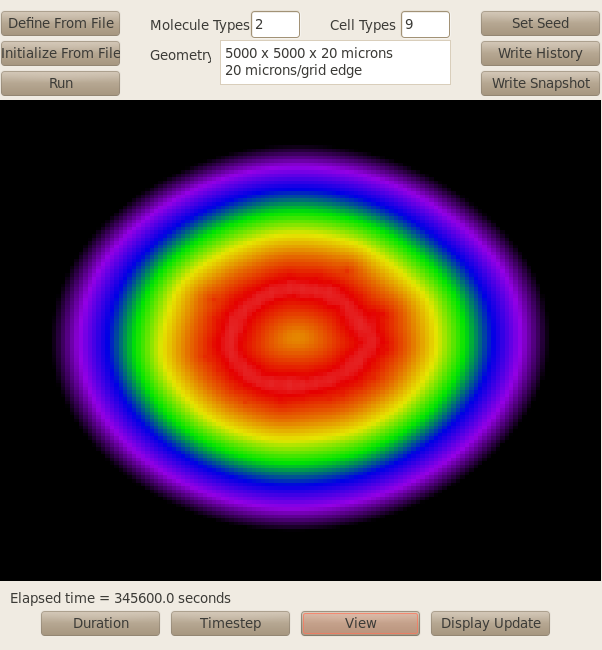 Define From File
Molecule Types 2
Cell Types 9
Set Seed
Initialize From File
Geometry
5000 x 5000 x 20 microns
20 microns/grid edge
Write History
Run
Write Snapshot
Elapsed time = 345600.0 seconds
Duration
Timestep
View
Display Update